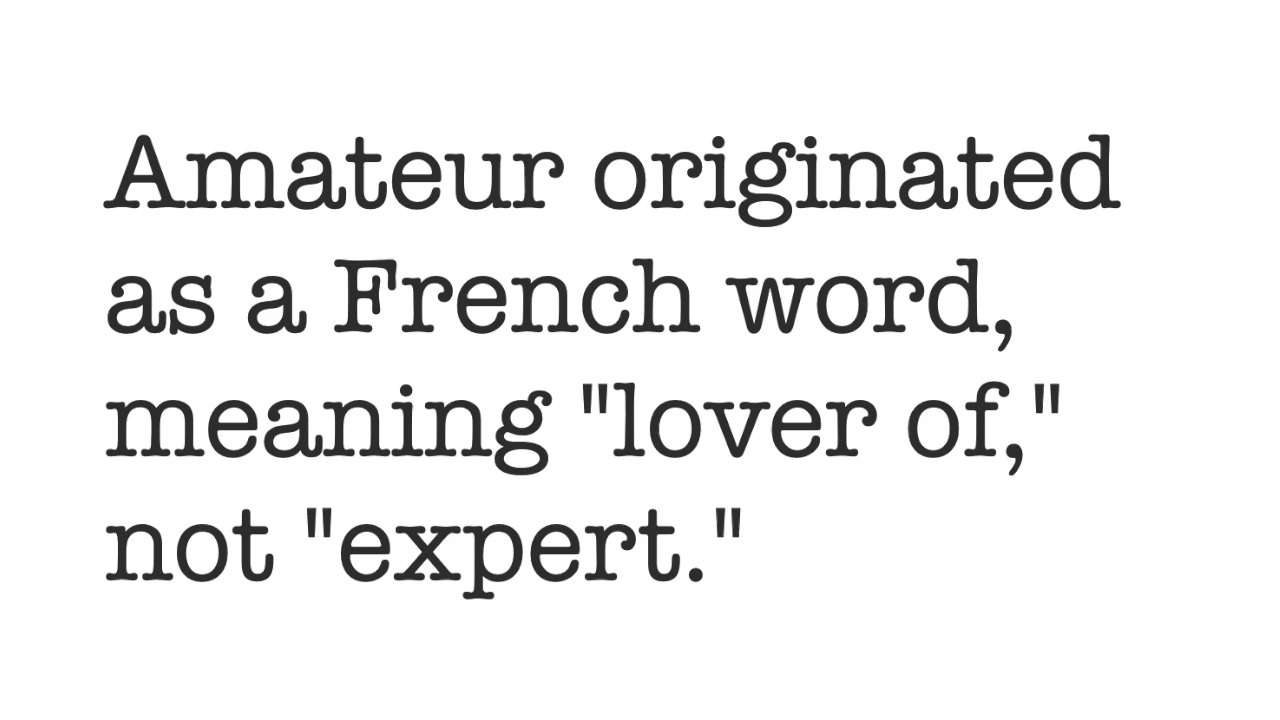 Amateur originated
as a French word,
meaning "lover of,"
not "expert."